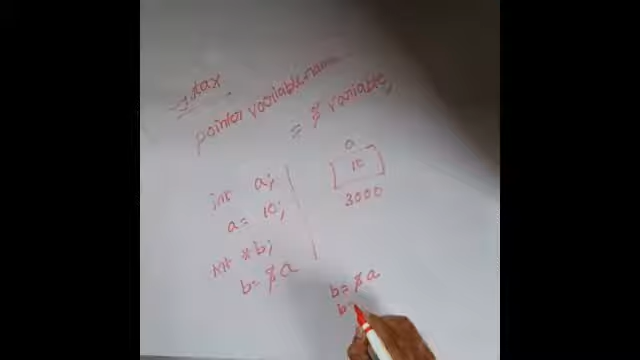 Syntax
pointer variable name
= & variable;
int a;
a = 10;
int *b;
b = &a
a
10
3000
b = &a
b =